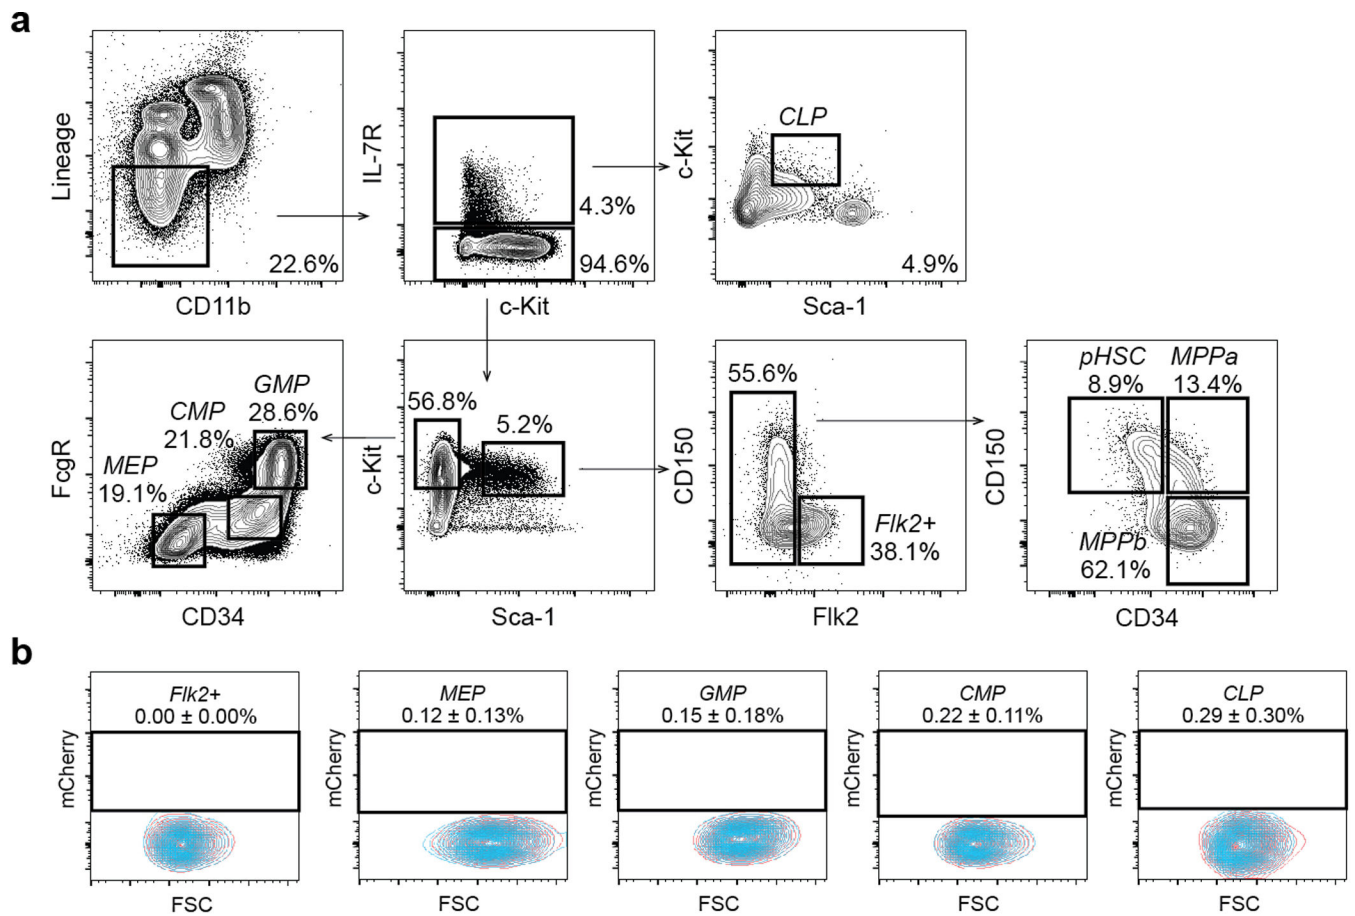 a
Lineage
22.6%
CD11b
IL-7R
4.3%
94.6%
c-Kit
c-Kit
CLP
4.9%
Sca-1
FcgR
GMP
28.6%
CMP
21.8%
MEP
19.1%
CD34
c-Kit
56.8%
5.2%
Sca-1
CD150
55.6%
Flk2+
38.1%
Flk2
CD150
pHSC
8.9%
MPPa
13.4%
MPPb
62.1%
CD34
b
mCherry
Flk2+
0.00 ± 0.00%
FSC
mCherry
MEP
0.12 ± 0.13%
FSC
mCherry
GMP
0.15 ± 0.18%
FSC
mCherry
CMP
0.22 ± 0.11%
FSC
mCherry
CLP
0.29 ± 0.30%
FSC